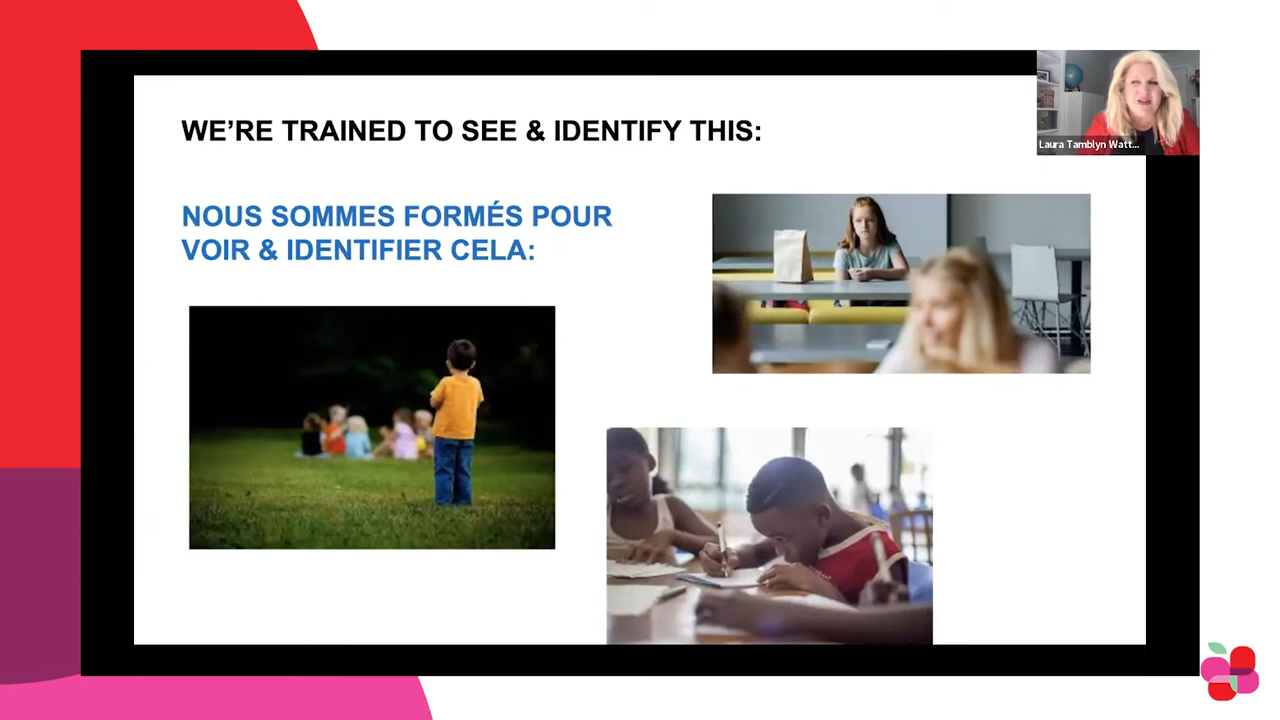 WE’RE TRAINED TO SEE & IDENTIFY THIS:
Laura Tamblyn Watt...
NOUS SOMMES FORMÉS POUR
VOIR & IDENTIFIER CELA: